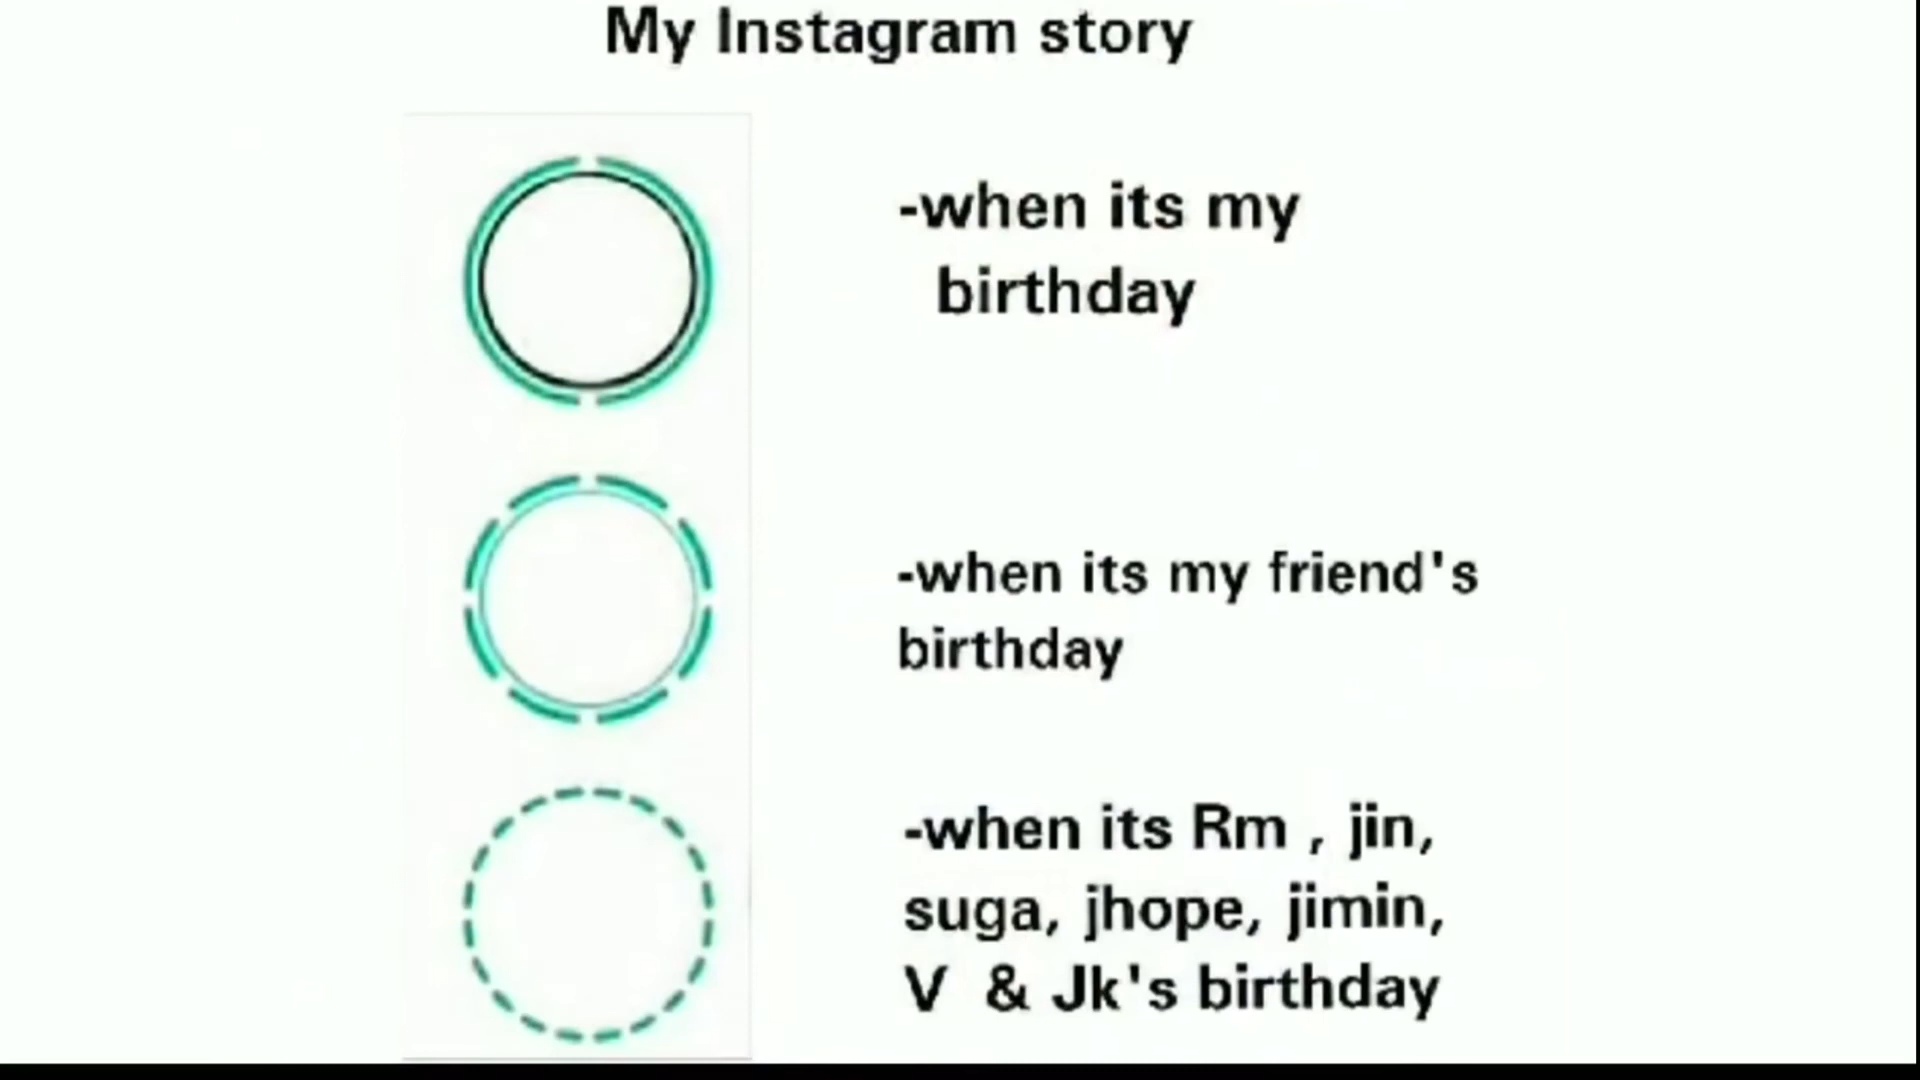 My Instagram story
-when its my
birthday
-when its my friend's
birthday
-when its Rm , jin,
suga, jhope, jimin,
V & Jk's birthday